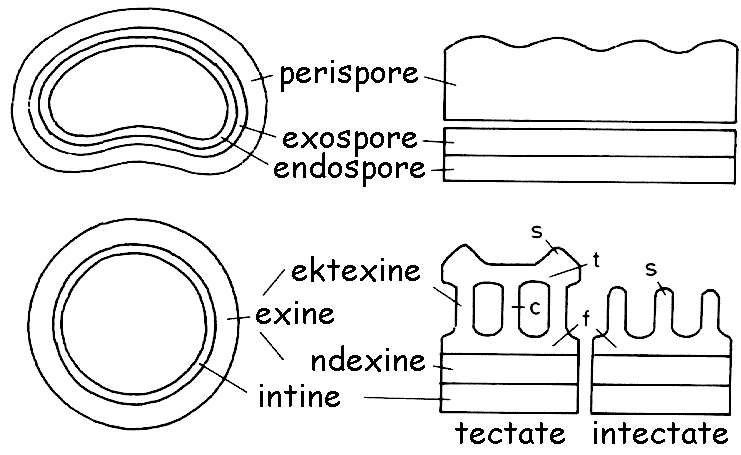 perispore
exospore
endospore
s
ektexine
t
s
exine
c
f
ndexine
intine
tectate intectate